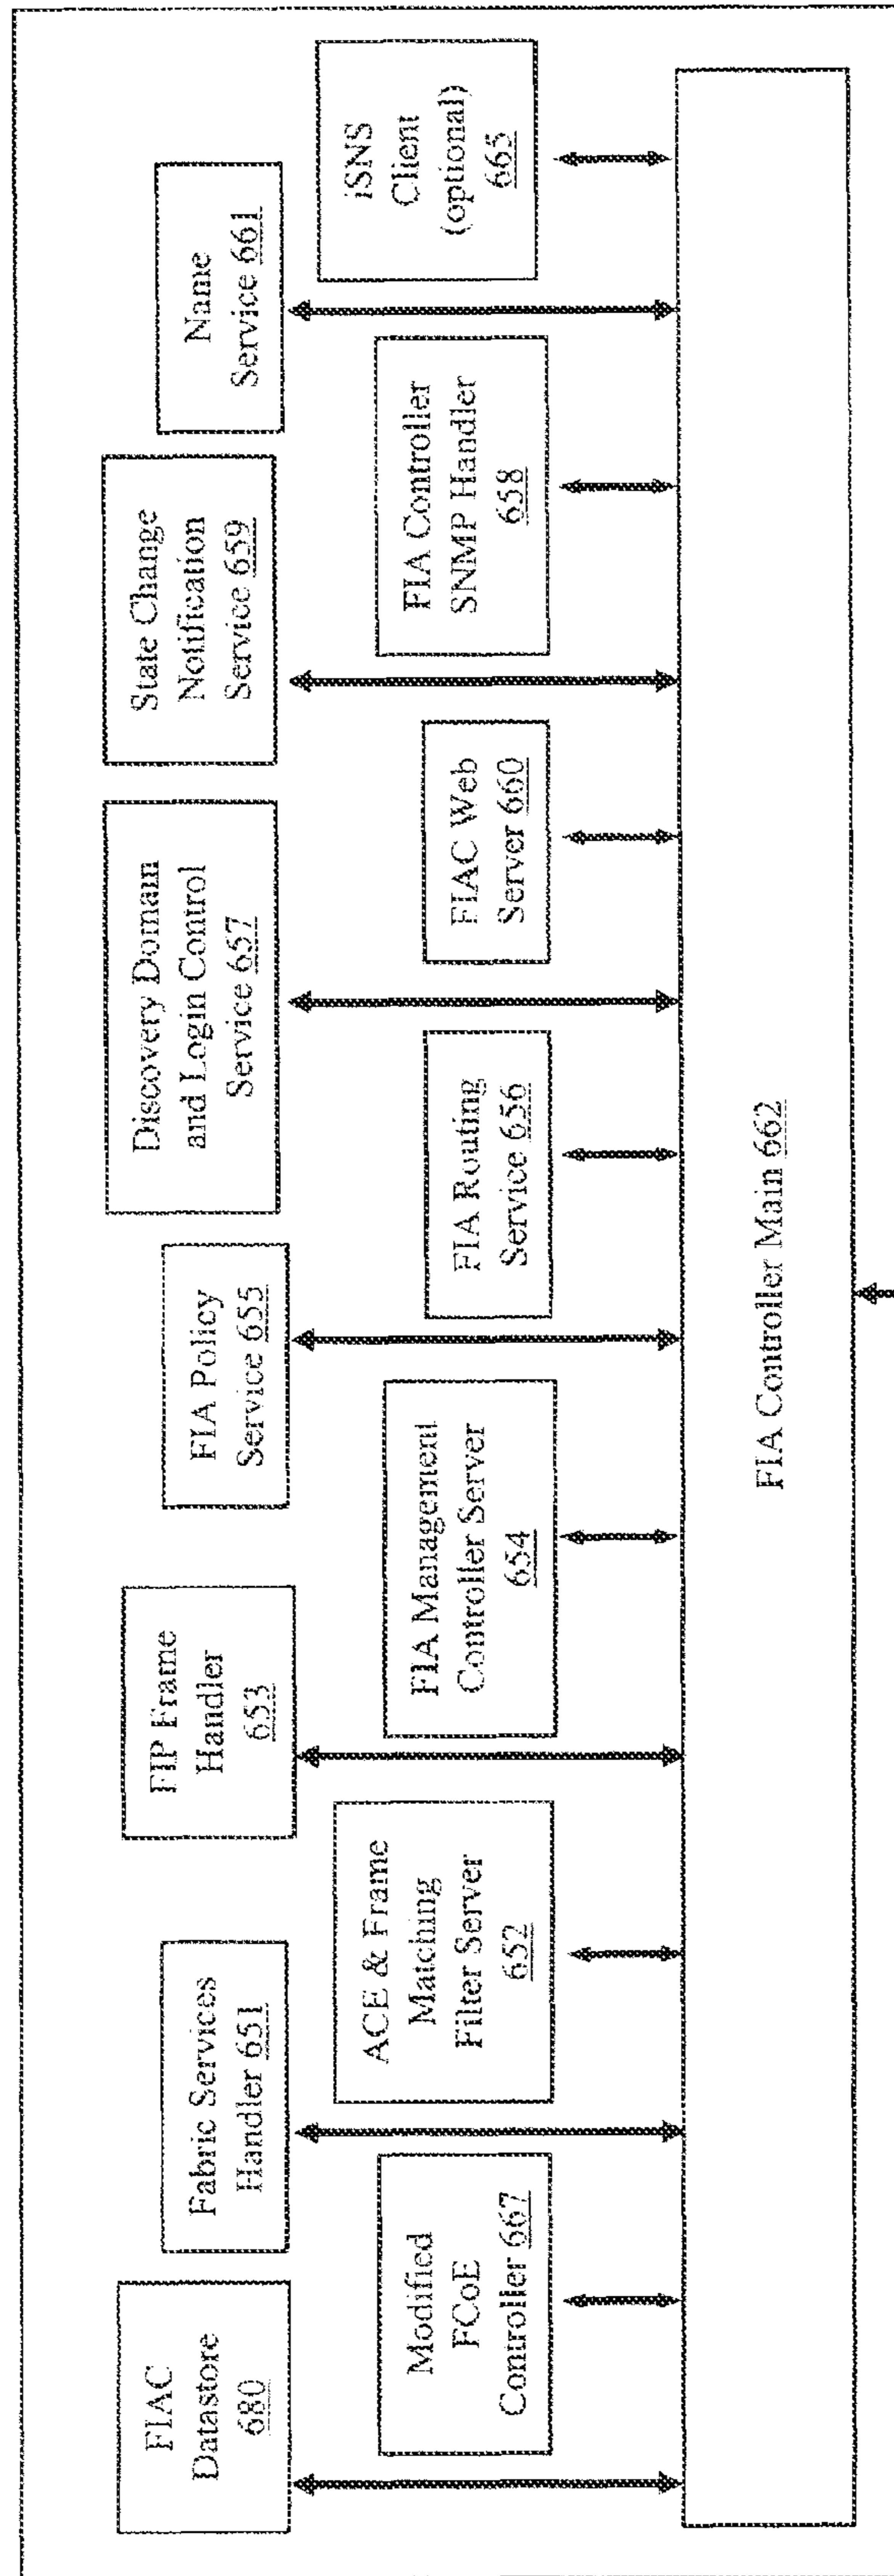 FIAC
Datastore
680
Fabric Services
Handler 651
FIP Frame
Handler
653
FIA Policy
Service 655
Discovery Domain
and Login Control
Service 657
State Change
Notification
Service 659
Name
Service 661
Modified
FCoE
Controller 667
ACE & Frame
Matching
Filter Server
652
FIA Management
Controller Server
654
FIA Routing
Service 656
FIAC Web
Server 660
FIA Controller
SNMP Handler
658
iSNS
Client
(optional)
665
FIA Controller Main 662